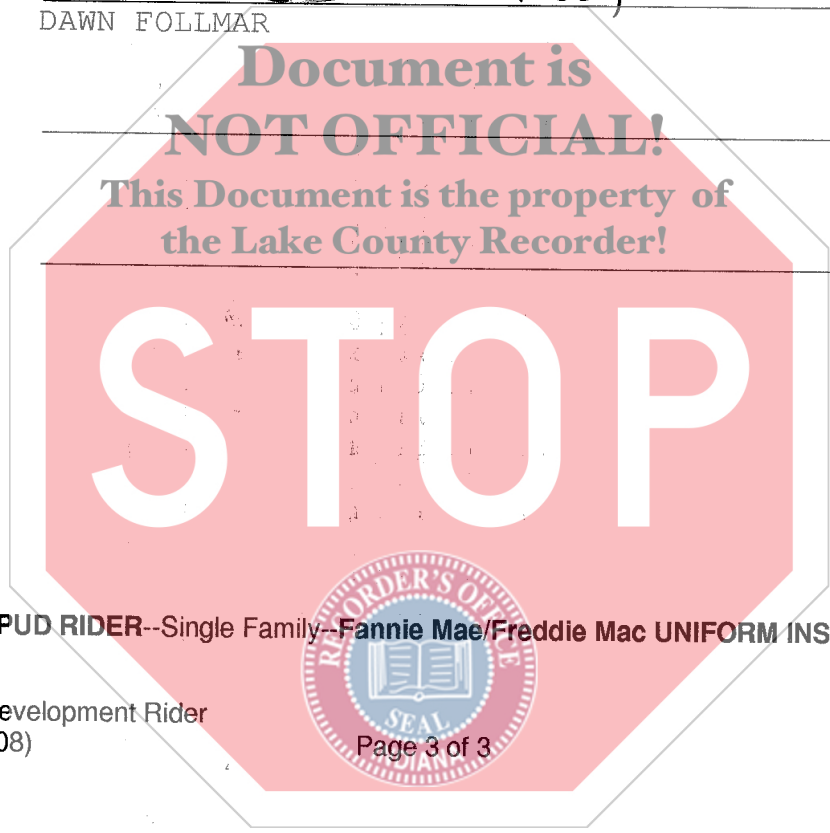 DAWN FOLLMAR
Document is
NOT OFFICIAL!
This Document is the property of
the Lake County Recorder!
STOP
RECORDER'S OFFICE
PUD RIDER--Single Family--Fannie Mae/Freddie Mac UNIFORM INS
SEAL
evelopment Rider
08)
Page 3 of 3
INDIANA